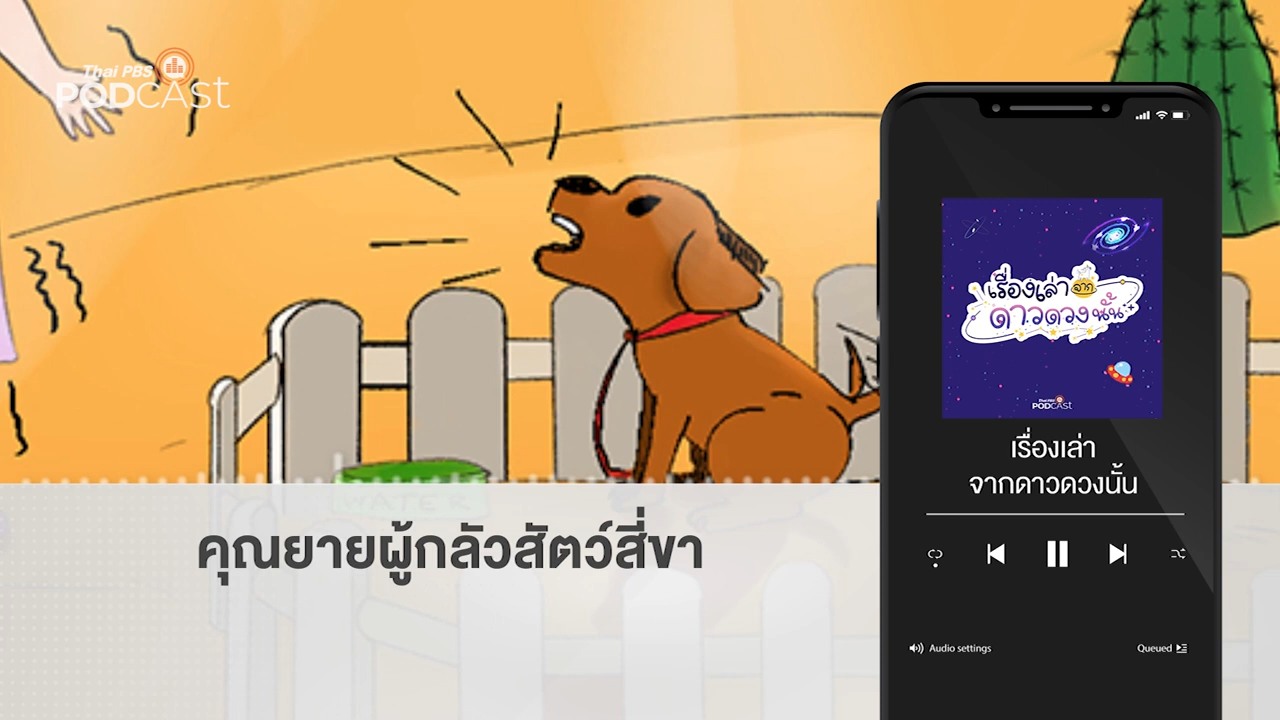 Thai PBS
PODCAST
เรื่องเล่า
จาก
ดาวดวงนั้น
Thai PBS
PODCAST
เรื่องเล่า
จากดาวดวงนั้น
WATER
คุณยายผู้กลัวสัตว์สี่ขา
Audio settings
Queued